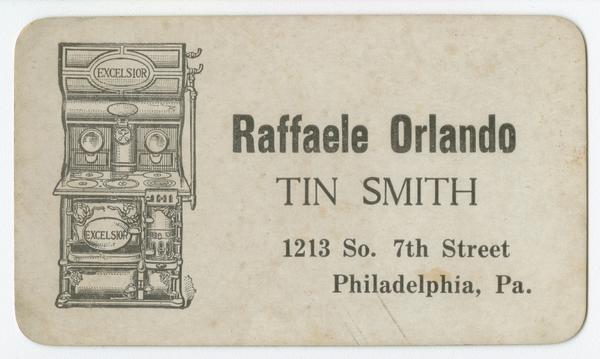 EXCELSIOR
EXCELSIOR
Raffaele Orlando
TIN SMITH
1213 So. 7th Street
Philadelphia, Pa.